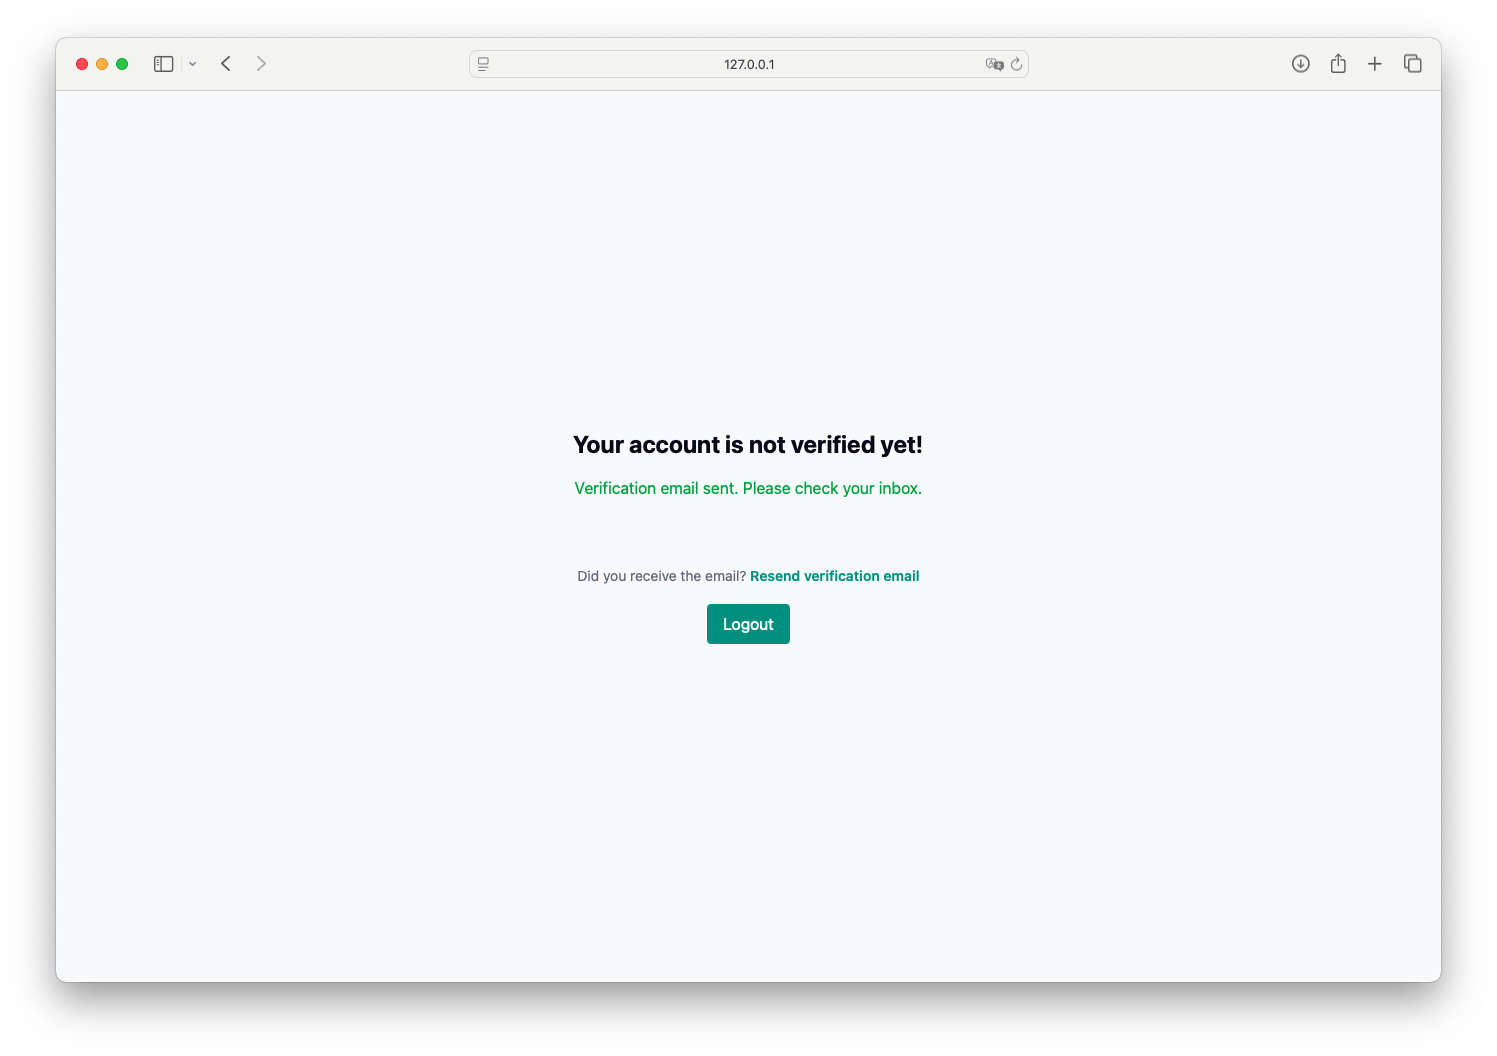 127.0.0.1
Your account is not verified yet!
Verification email sent. Please check your inbox.
Did you receive the email? Resend verification email
Logout